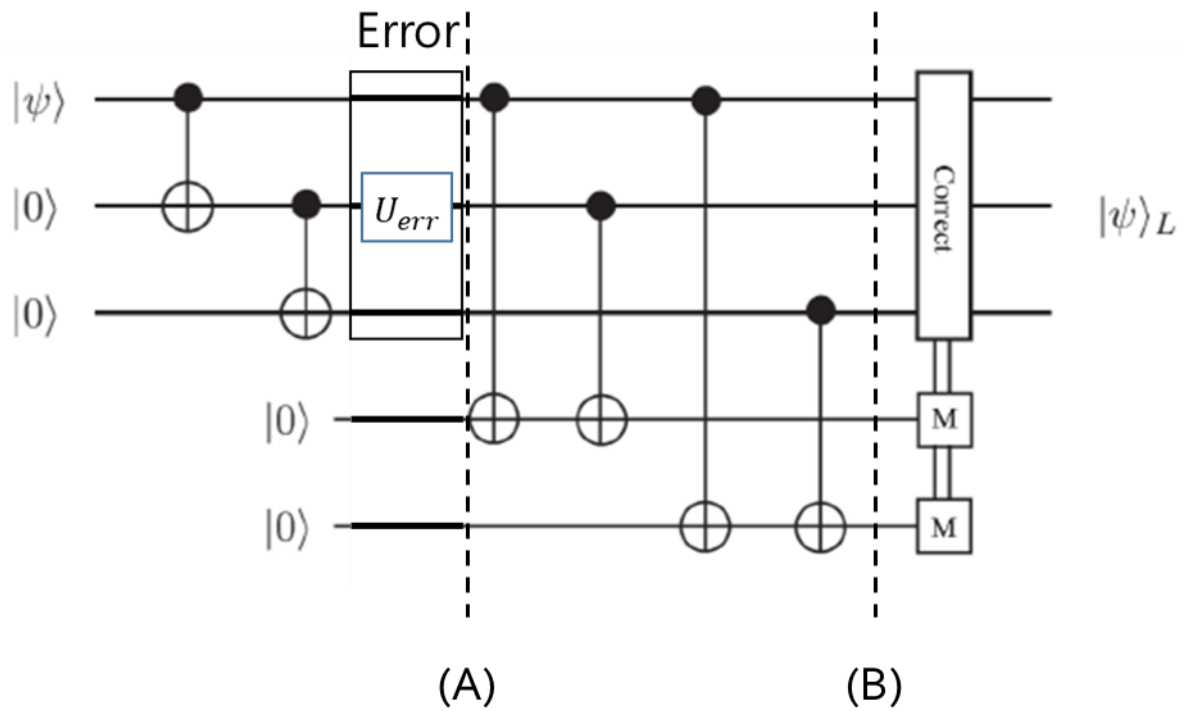 Error
|ψ⟩
|0⟩
U_err
Correct
|ψ⟩_L
|0⟩
|0⟩
M
|0⟩
M
(A)
(B)